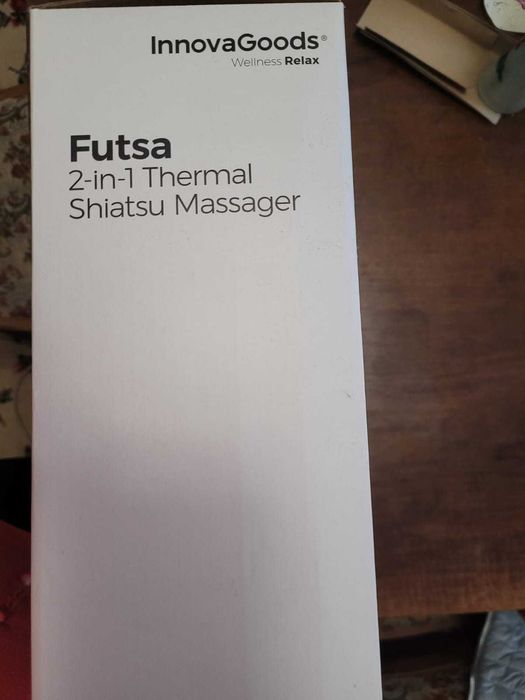 InnovaGoods®
Wellness Relax
Futsa
2-in-1 Thermal
Shiatsu Massager